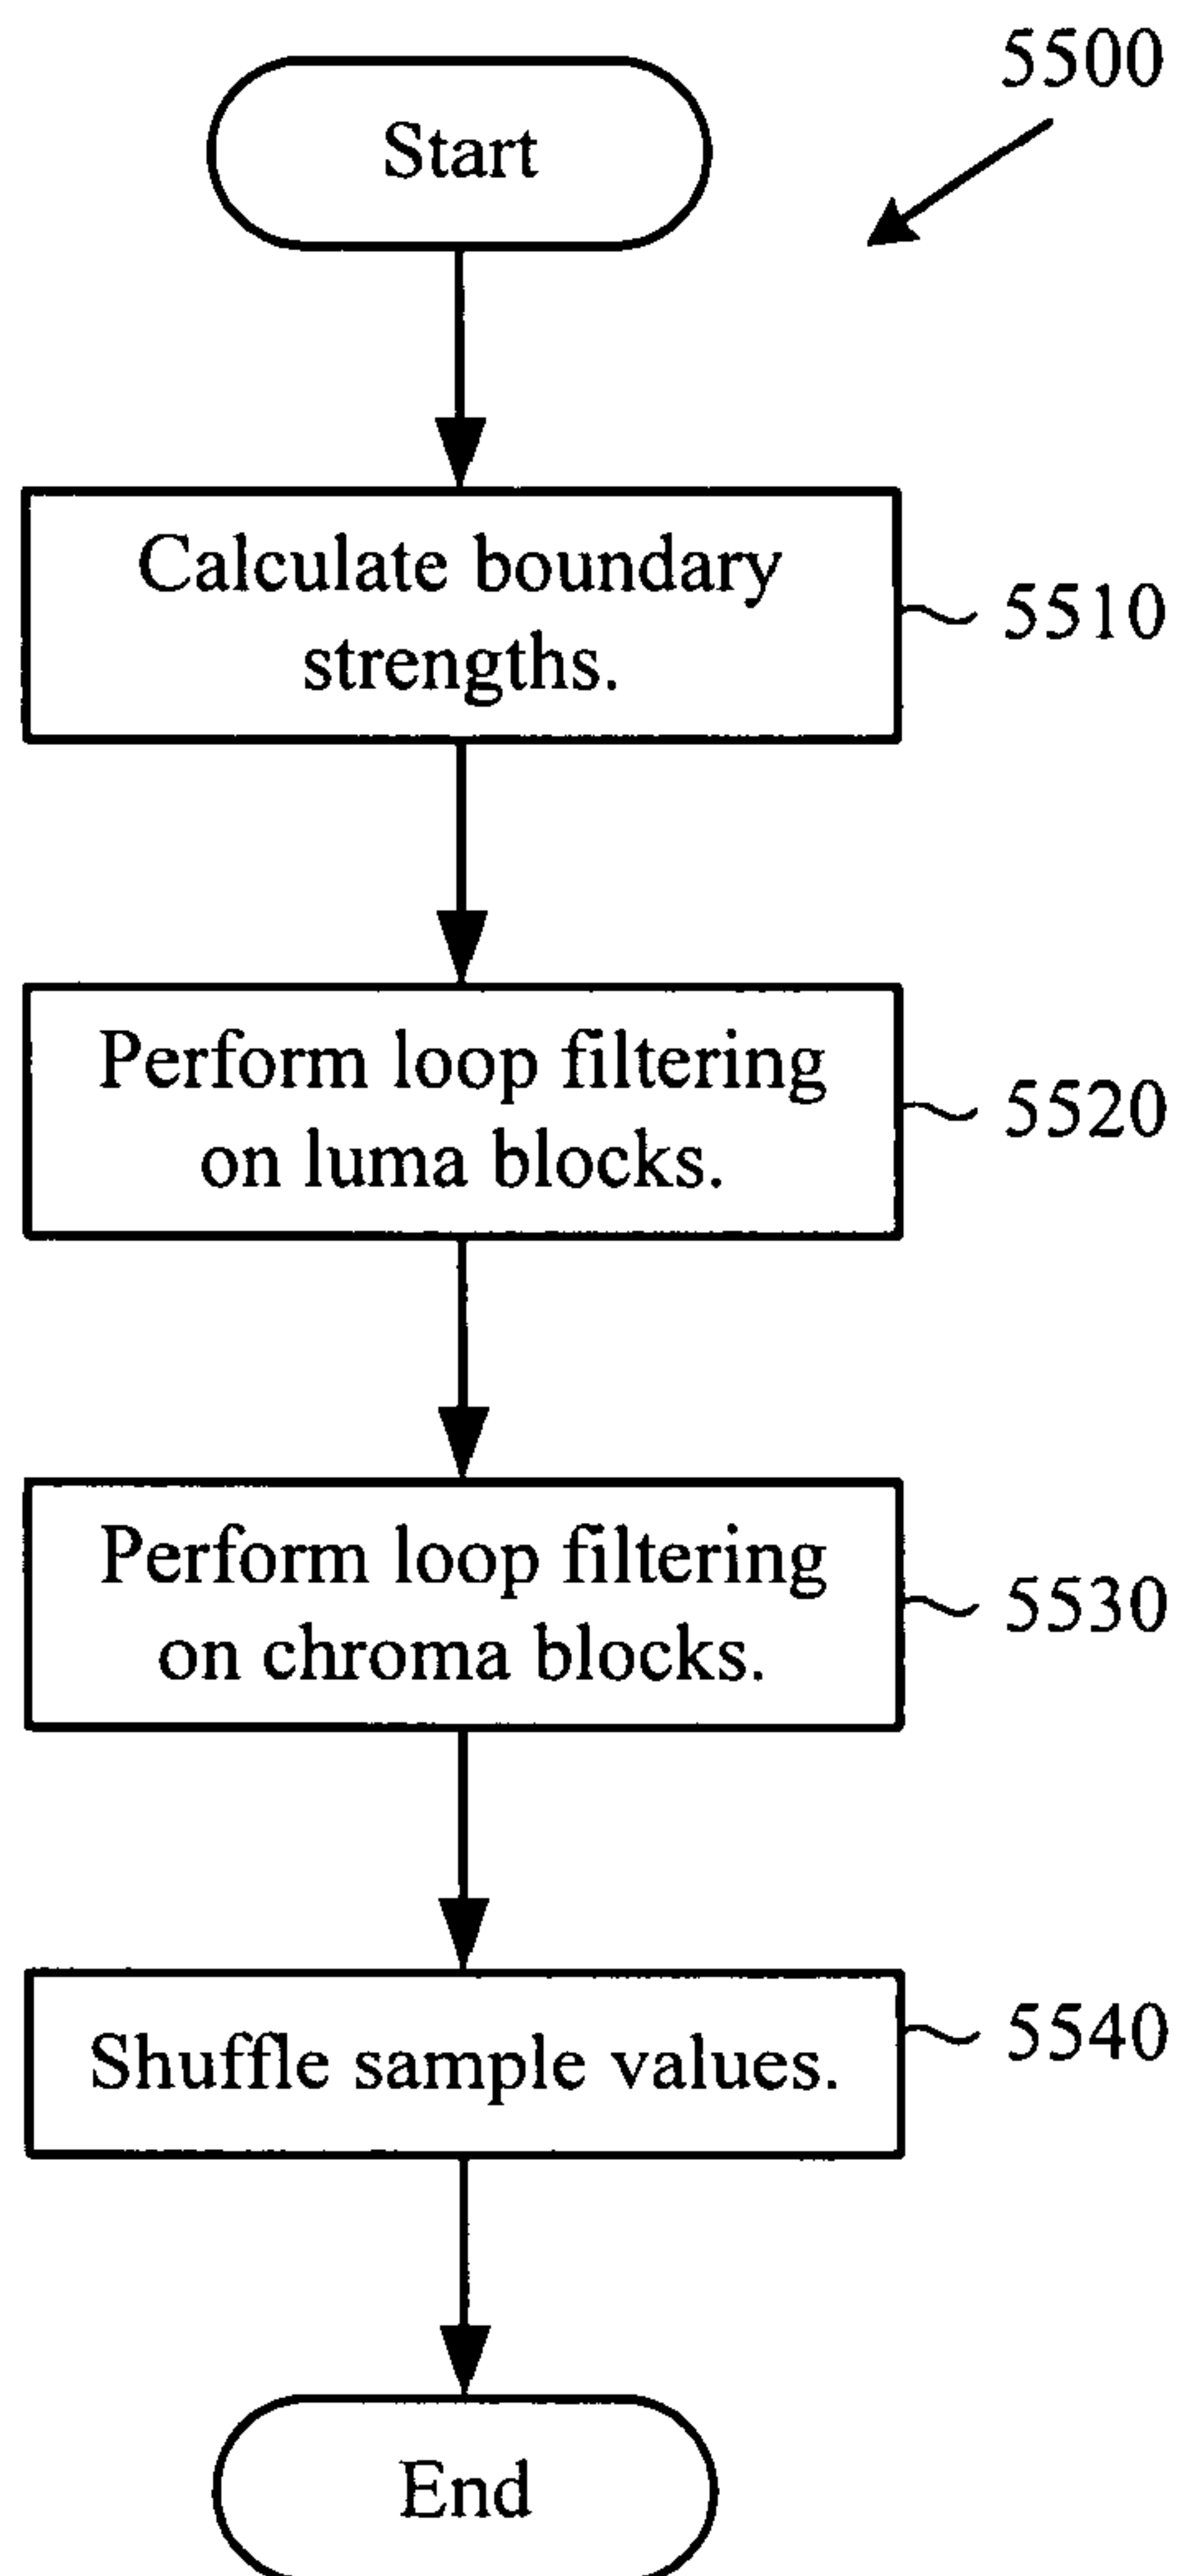 5500
Start
Calculate boundary
strengths.
5510
Perform loop filtering
on luma blocks.
5520
Perform loop filtering
on chroma blocks.
5530
Shuffle sample values.
5540
End